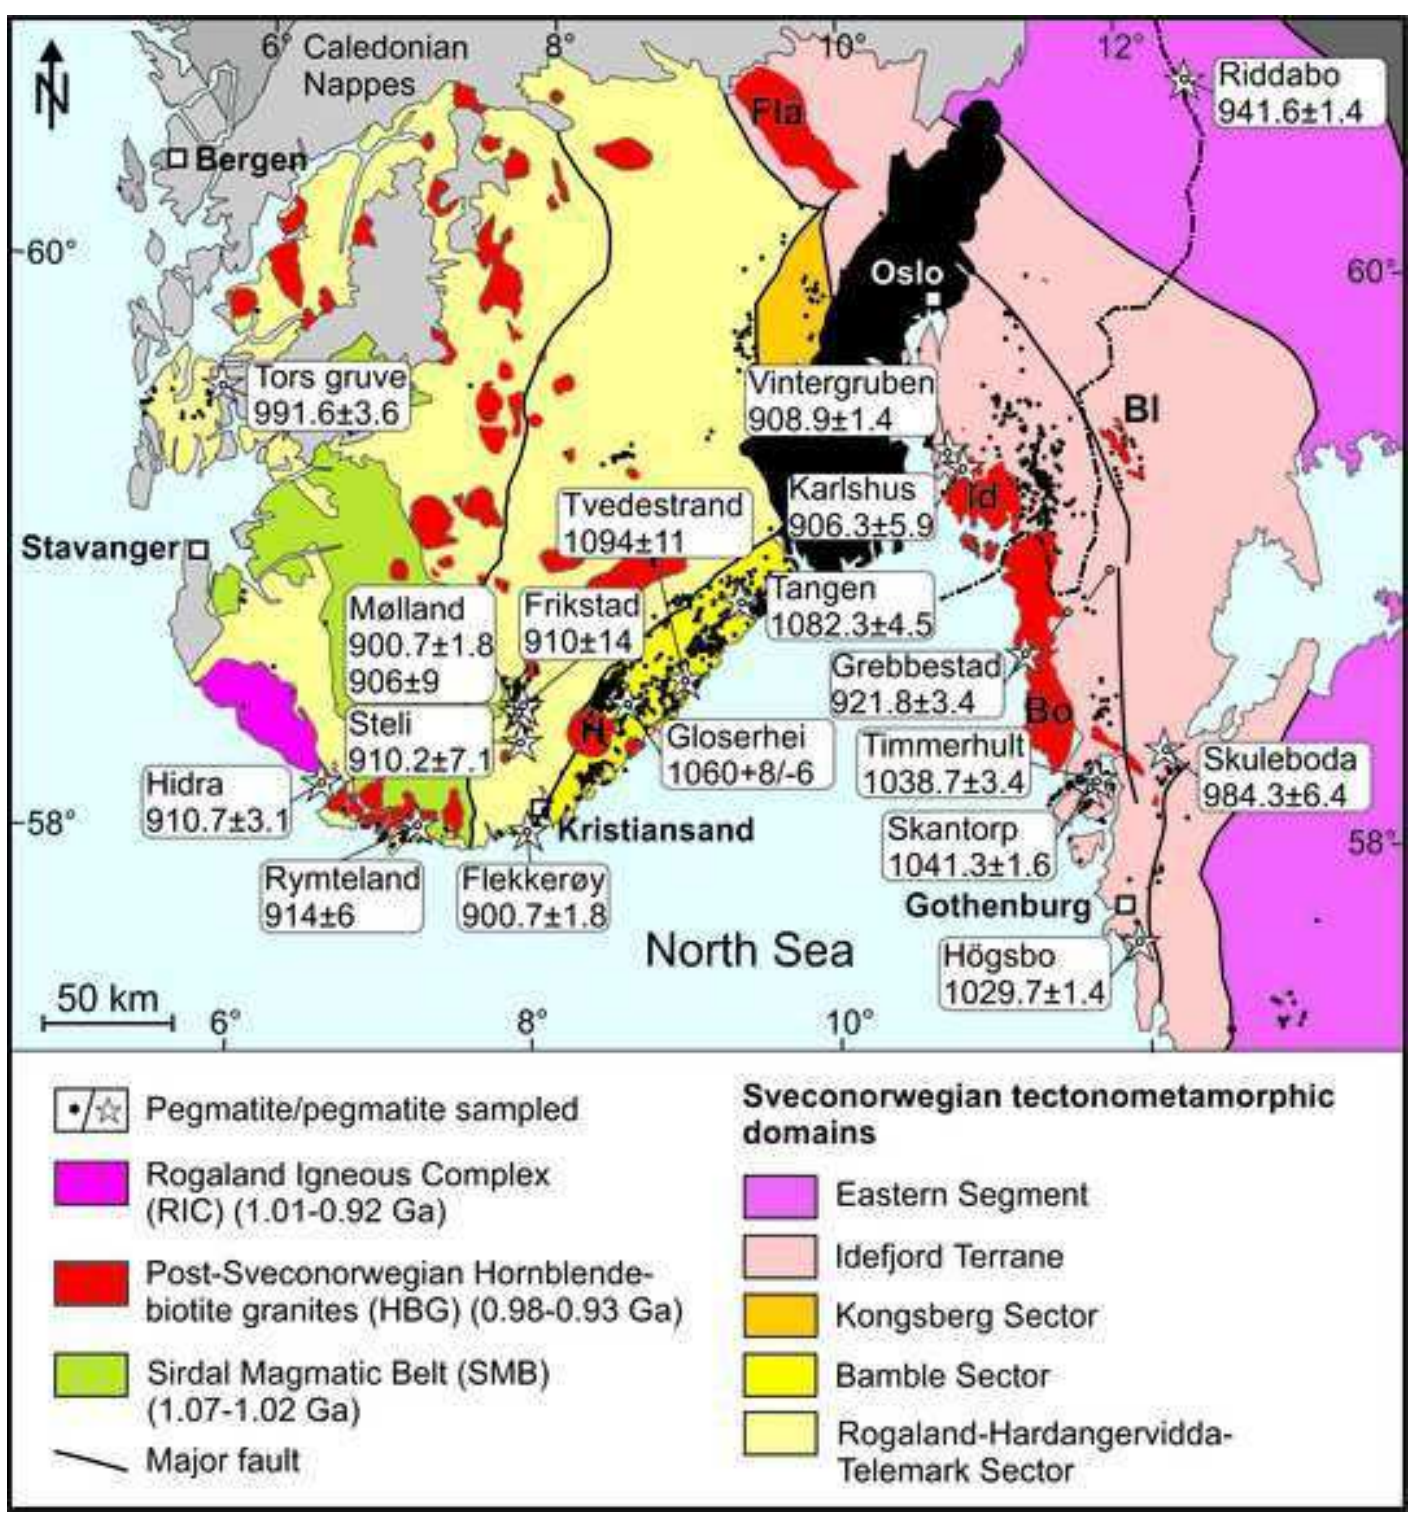 6°
Caledonian
Nappes
8°
10°
12°
Riddabo
941.6±1.4
N
Fla
Bergen
60°
Oslo
60°
Tors gruve
991.6±3.6
Vintergruben
908.9±1.4
Bl
Karlshus
906.3±5.9
Id
Tvedestrand
1094±11
Stavanger
Mølland
900.7±1.8
906±9
Frikstad
910±14
Tangen
1082.3±4.5
Grebbestad
921.8±3.4
Bo
Steli
910.2±7.1
H
Gloserhei
1060+8/-6
Timmerhult
1038.7±3.4
Skuleboda
984.3±6.4
Hidra
910.7±3.1
58°
Kristiansand
Skantorp
1041.3±1.6
58°
Rymteland
914±6
Flekkerøy
900.7±1.8
Gothenburg
North Sea
Högsbo
1029.7±1.4
50 km
6°
8°
10°
Pegmatite/pegmatite sampled
Rogaland Igneous Complex
(RIC) (1.01-0.92 Ga)
Post-Sveconorwegian Hornblende-
biotite granites (HBG) (0.98-0.93 Ga)
Sirdal Magmatic Belt (SMB)
(1.07-1.02 Ga)
Major fault
Sveconorwegian tectonometamorphic
domains
Eastern Segment
Idefjord Terrane
Kongsberg Sector
Bamble Sector
Rogaland-Hardangervidda-
Telemark Sector